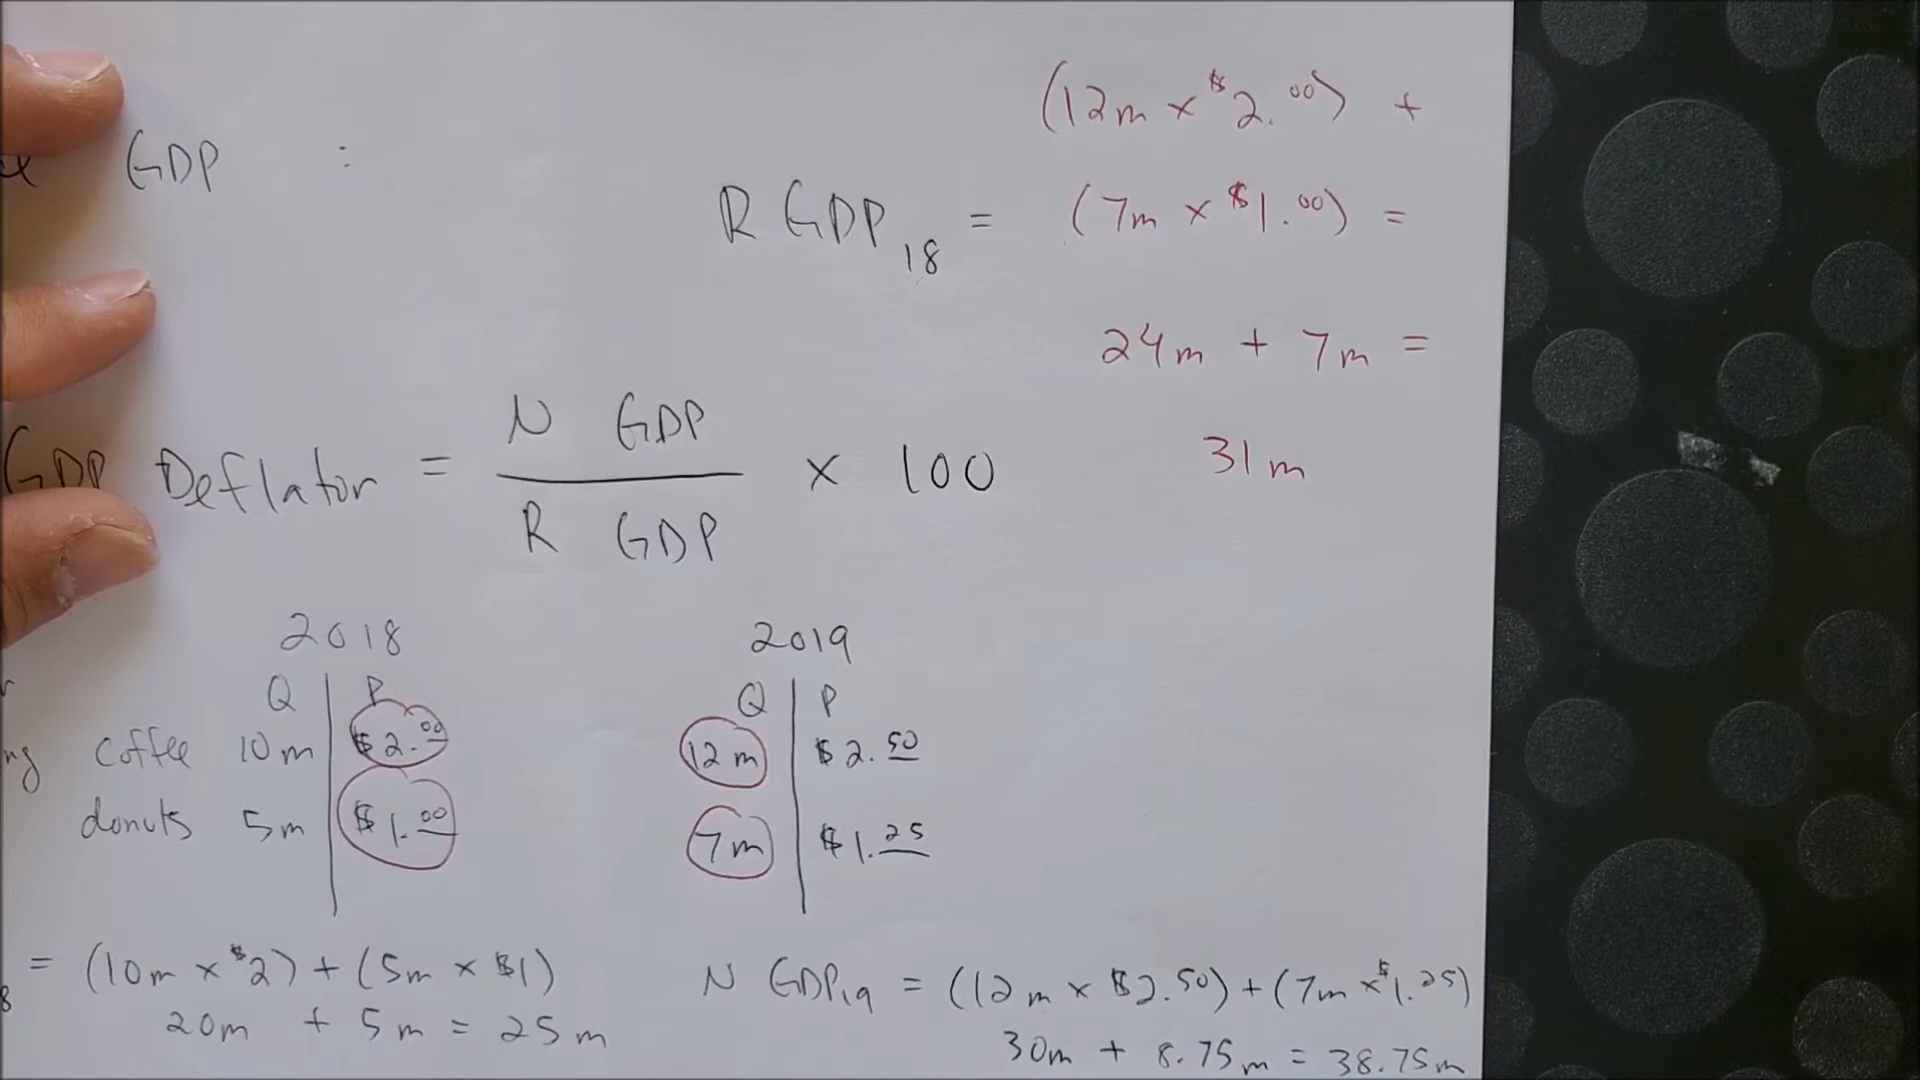 (12m x $2.00) +
GDP :
R GDP18 = (7m x $1.00) =
24m + 7m =
31m
GDP Deflator = N GDP / R GDP x 100
2018 2019
Q P Q P
coffee 10m $2.00 12m $2.50
donuts 5m $1.00 7m $1.25
= (10m x $2) + (5m x $1)
20m + 5m = 25m
N GDP19 = (12m x $2.50) + (7m x $1.25)
30m + 8.75m = 38.75m